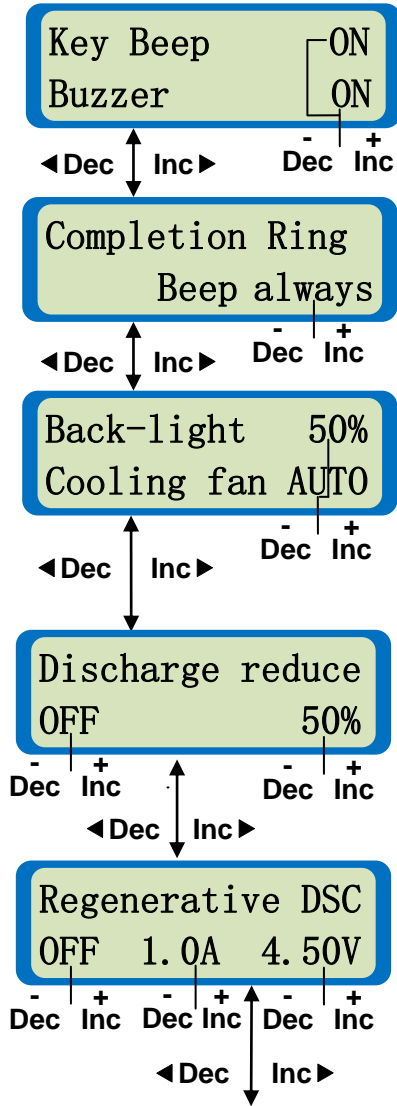 Key Beep ON
Buzzer ON
- +
Dec Inc
◄Dec Inc►
Completion Ring
Beep always
- +
Dec Inc
◄Dec Inc►
Back-light 50%
Cooling fan AUTO
- +
Dec Inc
◄Dec Inc►
Discharge reduce
OFF 50%
- + - +
Dec Inc Dec Inc
◄Dec Inc►
Regenerative DSC
OFF 1.0A 4.50V
- + - + - +
Dec Inc Dec Inc Dec Inc
◄Dec Inc►